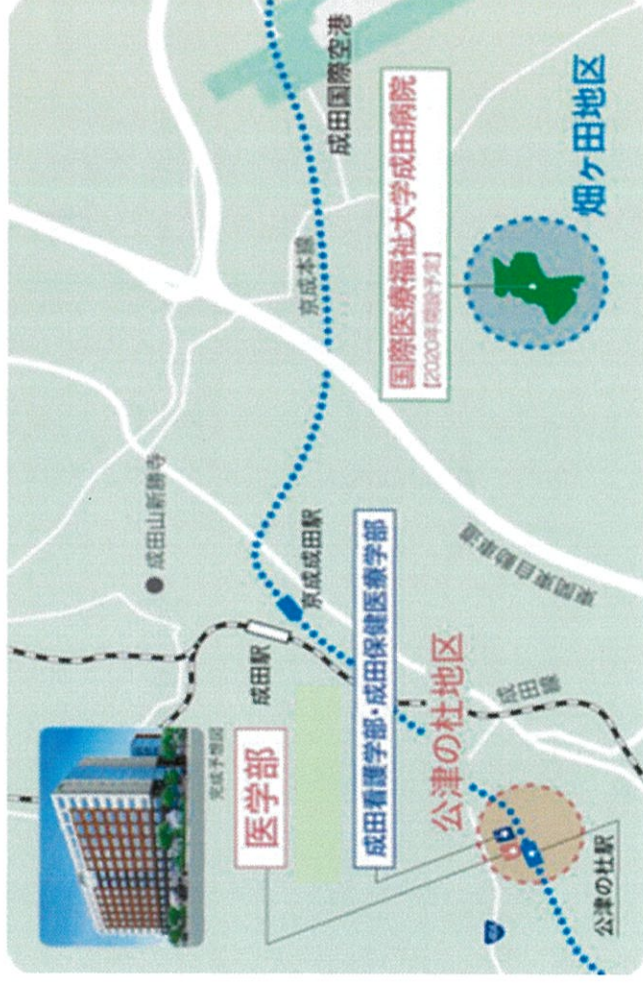 完成予想図
医学部
成田看護学部・成田保健医療学部
公津の杜地区
公津の杜駅
成田駅
京成成田駅
成田線
成田山新勝寺
東関東自動車道
京成本線
国際医療福祉大学成田病院
【2020年開設予定】
成田国際空港
畑ヶ田地区